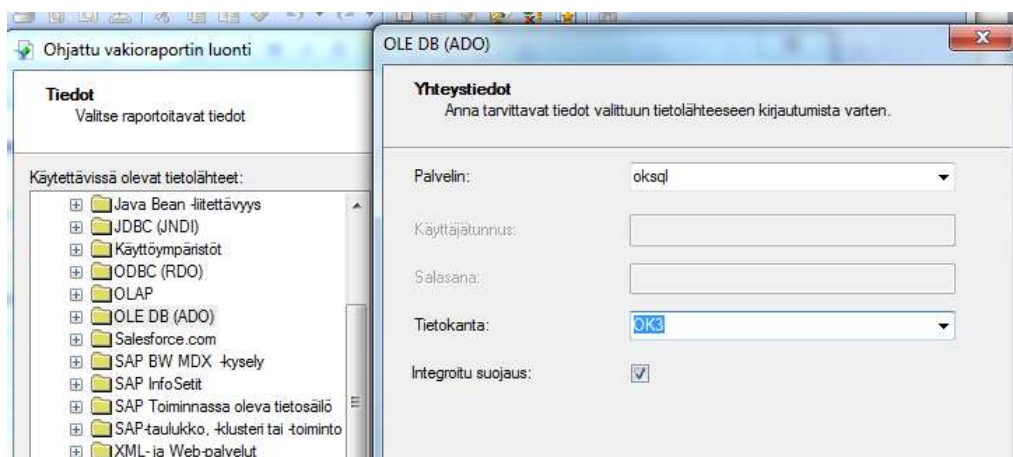 Ohjattu vakioraportin luonti
Tiedot
Valitse raportoitavat tiedot
Käytettävissä olevat tietolähteet:
Java Bean -liitettävyys
JDBC (JNDI)
Käyttöympäristöt
ODBC (RDO)
OLAP
OLE DB (ADO)
Salesforce.com
SAP BW MDX -kysely
SAP InfoSetit
SAP Toiminnassa oleva tietosäilö
SAP-taulukko, -klusteri tai -toiminto
XML- ja Web-palvelut
OLE DB (ADO)
Yhteystiedot
Anna tarvittavat tiedot valittuun tietolähteeseen kirjautumista varten.
Palvelin: oksql
Käyttäjätunnus:
Salasana:
Tietokanta: OK3
Integroitu suojaus: